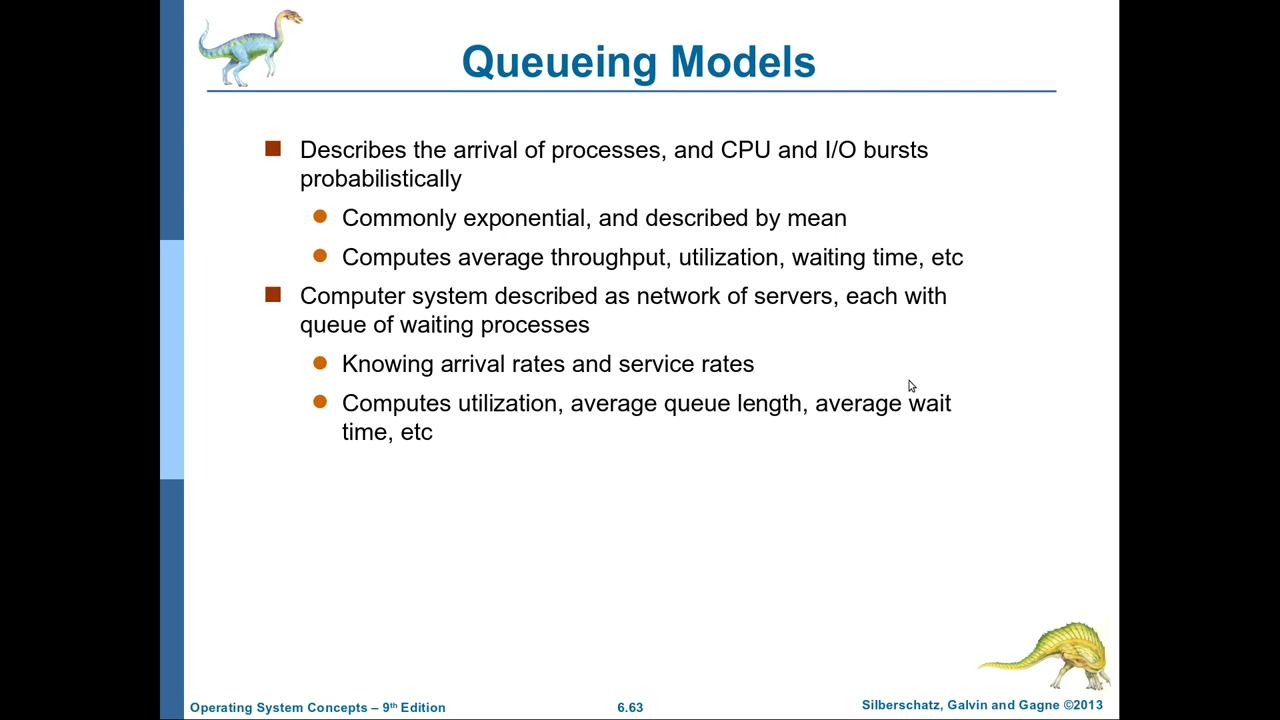 Queueing Models
Describes the arrival of processes, and CPU and I/O bursts
probabilistically
Commonly exponential, and described by mean
Computes average throughput, utilization, waiting time, etc
Computer system described as network of servers, each with
queue of waiting processes
Knowing arrival rates and service rates
Computes utilization, average queue length, average wait
time, etc
Operating System Concepts – 9th Edition
6.63
Silberschatz, Galvin and Gagne ©2013